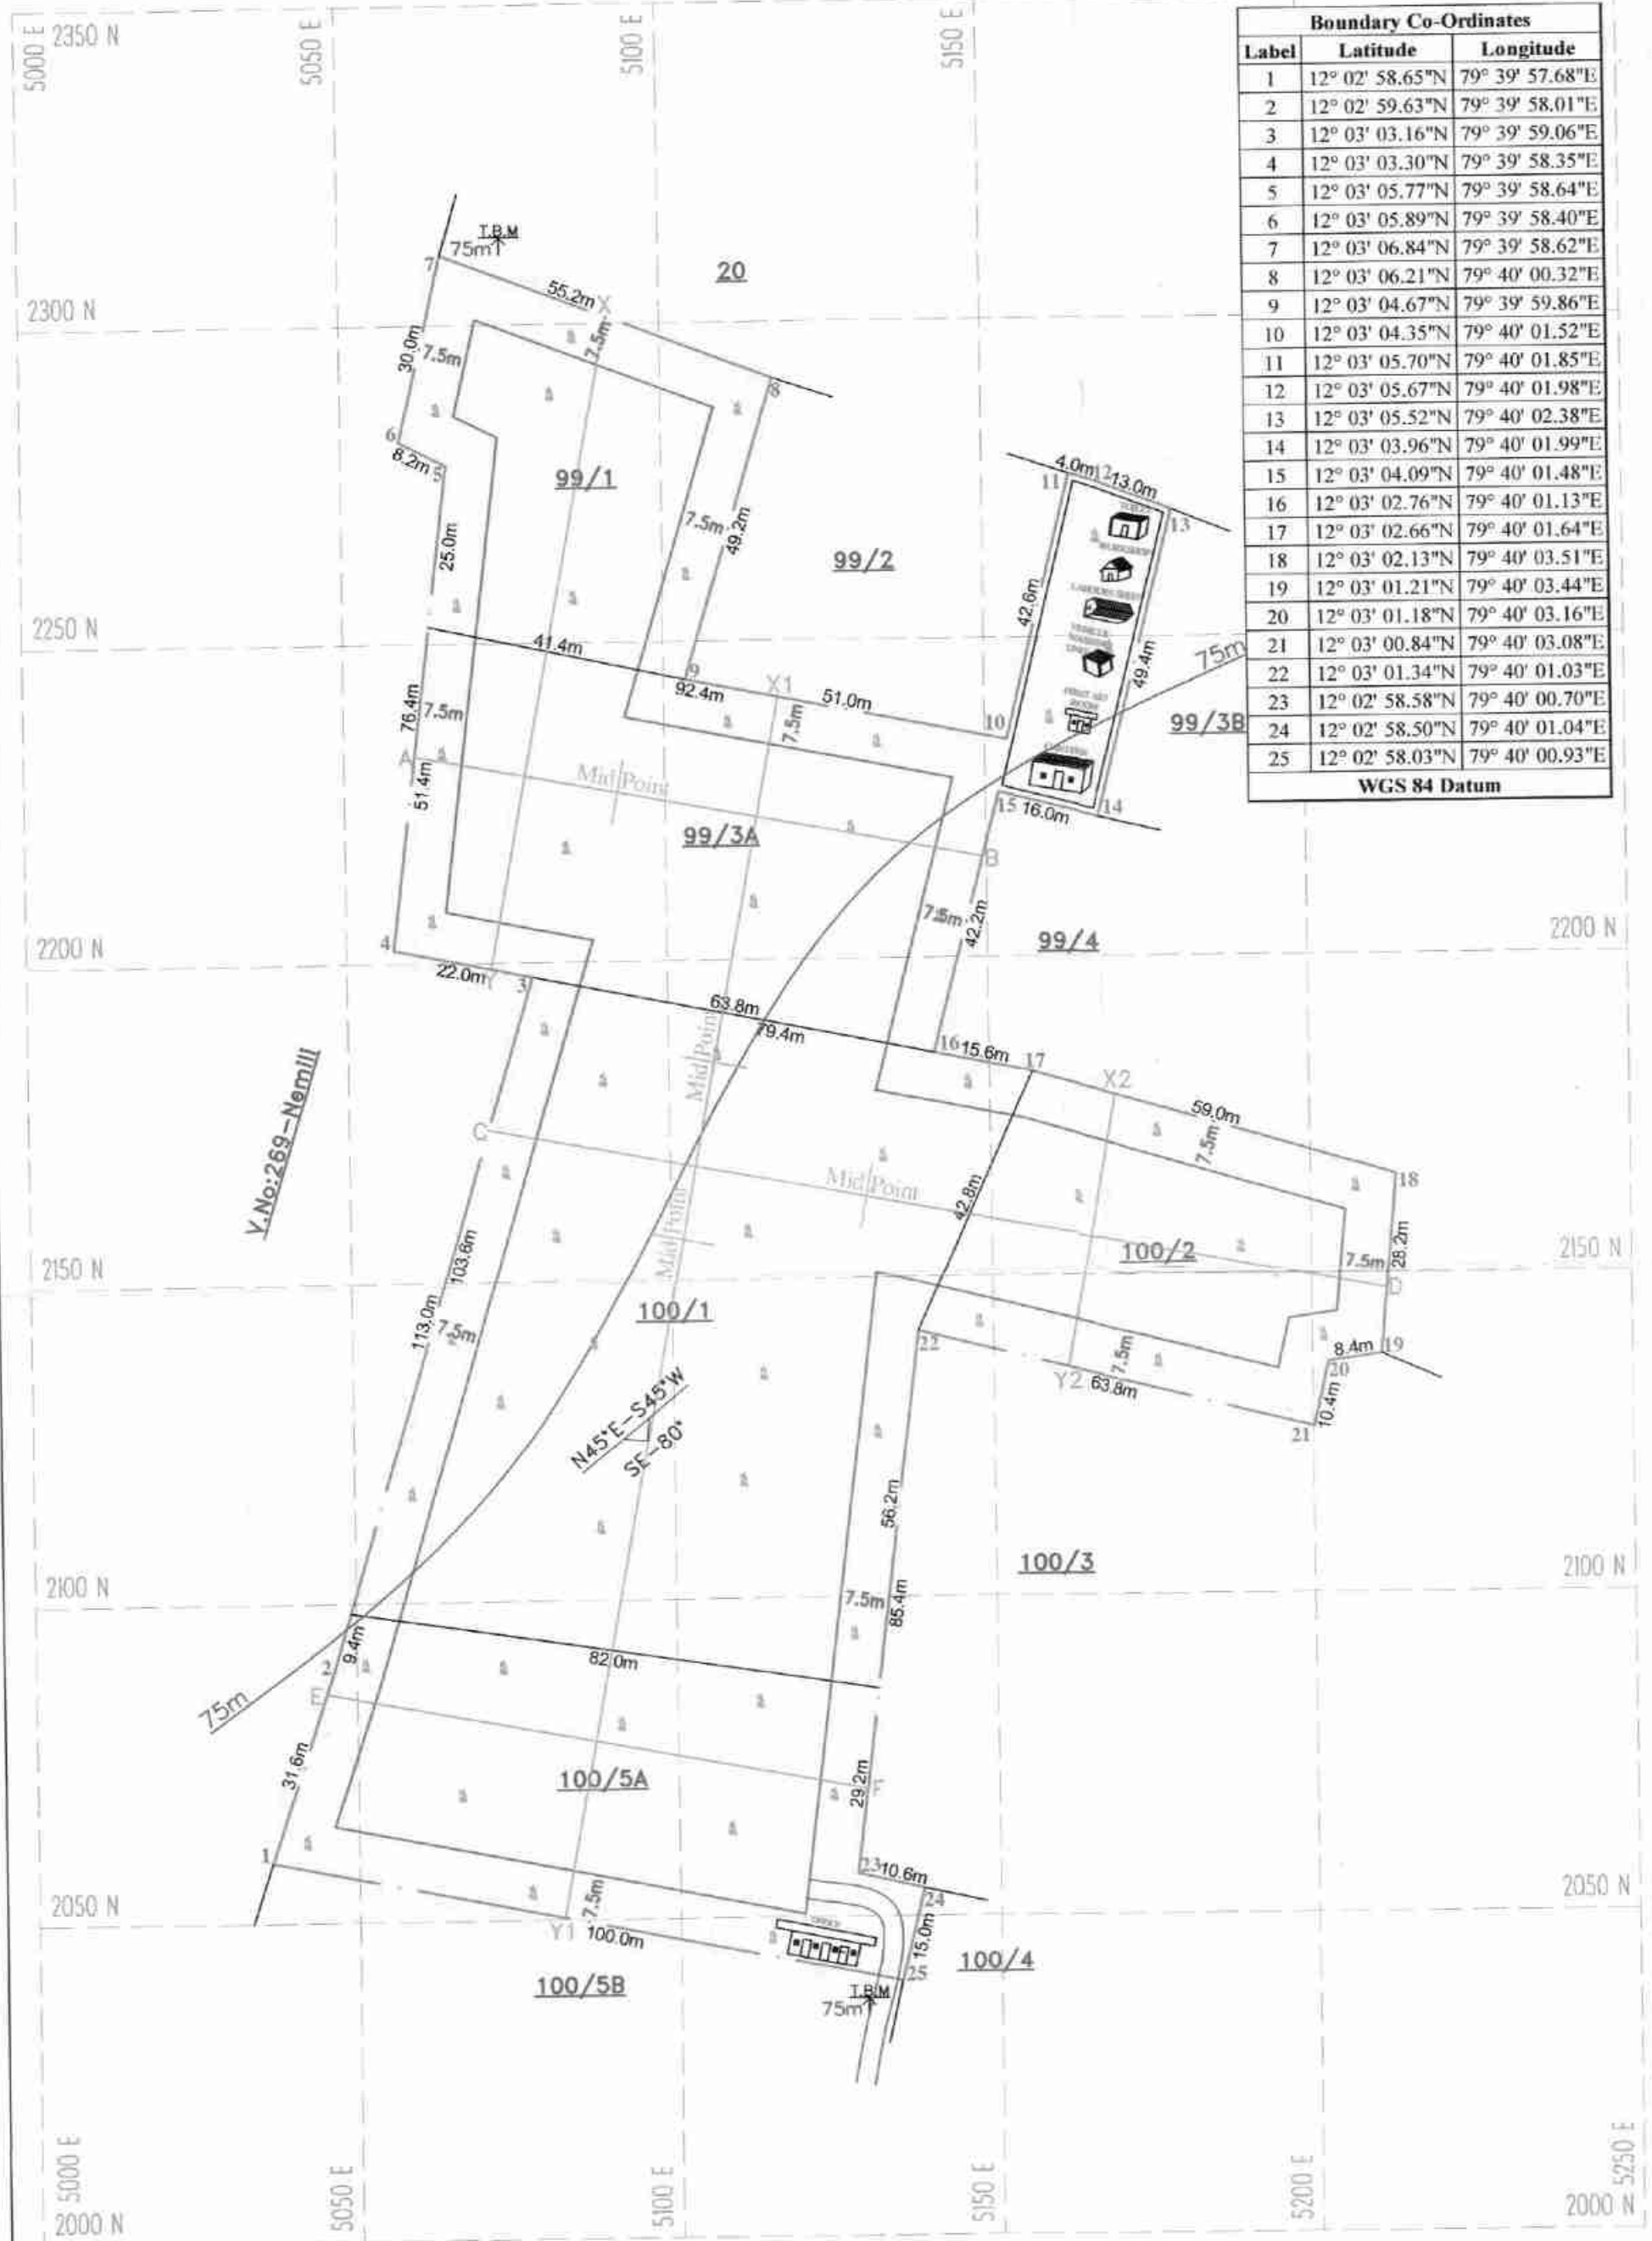 5000 E
2350 N
5050 E
5100 E
5150 E
Boundary Co-Ordinates
Label Latitude Longitude
1 12° 02' 58.65"N 79° 39' 57.68"E
2 12° 02' 59.63"N 79° 39' 58.01"E
3 12° 03' 03.16"N 79° 39' 59.06"E
4 12° 03' 03.30"N 79° 39' 58.35"E
5 12° 03' 05.77"N 79° 39' 58.64"E
6 12° 03' 05.89"N 79° 39' 58.40"E
7 12° 03' 06.84"N 79° 39' 58.62"E
8 12° 03' 06.21"N 79° 40' 00.32"E
9 12° 03' 04.67"N 79° 39' 59.86"E
10 12° 03' 04.35"N 79° 40' 01.52"E
11 12° 03' 05.70"N 79° 40' 01.85"E
12 12° 03' 05.67"N 79° 40' 01.98"E
13 12° 03' 05.52"N 79° 40' 02.38"E
14 12° 03' 03.96"N 79° 40' 01.99"E
15 12° 03' 04.09"N 79° 40' 01.48"E
16 12° 03' 02.76"N 79° 40' 01.13"E
17 12° 03' 02.66"N 79° 40' 01.64"E
18 12° 03' 02.13"N 79° 40' 03.51"E
19 12° 03' 01.21"N 79° 40' 03.44"E
20 12° 03' 01.18"N 79° 40' 03.16"E
21 12° 03' 00.84"N 79° 40' 03.08"E
22 12° 03' 01.34"N 79° 40' 01.03"E
23 12° 02' 58.58"N 79° 40' 00.70"E
24 12° 02' 58.50"N 79° 40' 01.04"E
25 12° 02' 58.03"N 79° 40' 00.93"E
WGS 84 Datum
T.B.M
75m
7
20
55.2m
X
2300 N
7.5m
30.0m
7.5m
8
6
8.2m
5
99/1
4.0m
12
13.0m
11
13
7.5m
49.2m
25.0m
99/2
42.6m
2250 N
41.4m
9
92.4m
X1
51.0m
49.4m
75m
76.4m
7.5m
7.5m
10
99/3B
A
51.4m
Mid Point
15
16.0m
14
99/3A
B
7.5m
42.2m
4
2200 N
99/4
2200 N
22.0m
Y
3
63.8m
79.4m
16
15.6m
17
Mid Point
X2
59.0m
V.No:269-Nemili
C
7.5m
Mid Point
18
42.8m
Mid Point
100/2
7.5m
28.2m
2150 N
2150 N
103.6m
D
100/1
113.0m
7.5m
22
7.5m
8.4m
19
20
Y2
63.8m
10.4m
21
N45°E-S45°W
SE-80°
56.2m
100/3
2100 N
2100 N
7.5m
85.4m
9.4m
82.0m
2
E
75m
31.6m
100/5A
29.2m
F
1
23
10.6m
24
2050 N
2050 N
7.5m
Y1
100.0m
OFFICE
15.0m
25
100/4
100/5B
T.B.M
75m
5000 E
2000 N
5050 E
5100 E
5150 E
5200 E
5250 E
2000 N